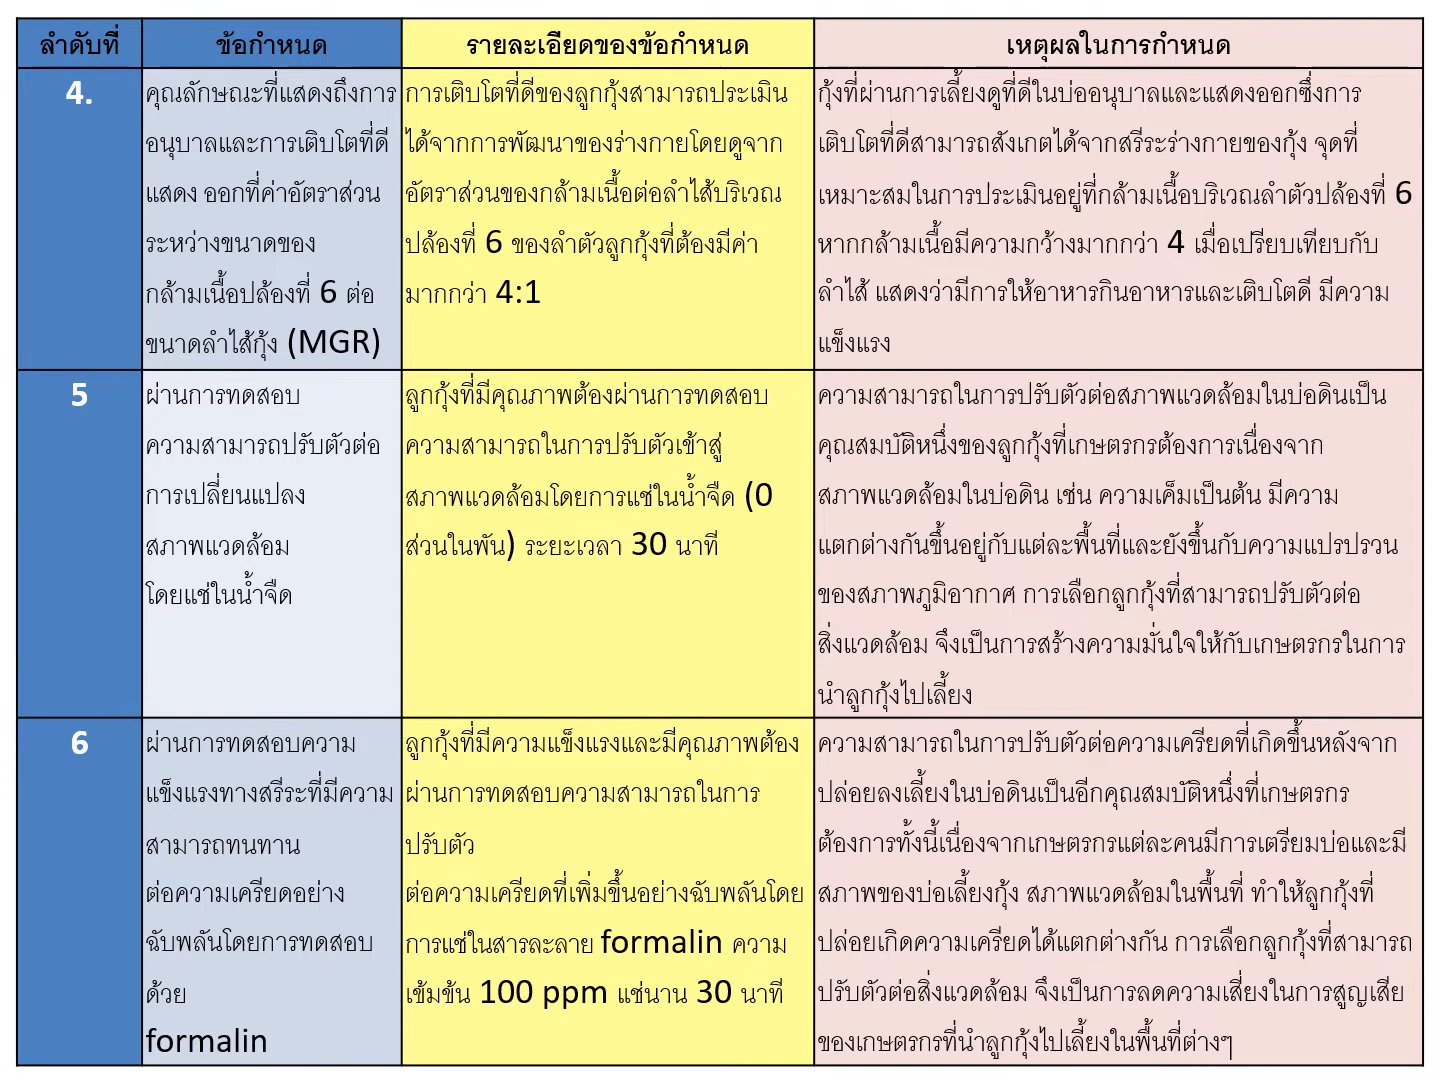 ลำดับที่
ข้อกำหนด
รายละเอียดของข้อกำหนด
เหตุผลในการกำหนด
4.
คุณลักษณะที่แสดงถึงการ
อนุบาลและการเติบโตที่ดี
แสดง ออกที่ค่าอัตราส่วน
ระหว่างขนาดของ
กล้ามเนื้อปล้องที่ 6 ต่อ
ขนาดลำไส้กุ้ง (MGR)
การเติบโตที่ดีของลูกกุ้งสามารถประเมิน
ได้จากการพัฒนาของร่างกายโดยดูจาก
อัตราส่วนของกล้ามเนื้อต่อลำไส้บริเวณ
ปล้องที่ 6 ของลำตัวลูกกุ้งที่ต้องมีค่า
มากกว่า 4:1
กุ้งที่ผ่านการเลี้ยงดูที่ดีในบ่ออนุบาลและแสดงออกซึ่งการ
เติบโตที่ดีสามารถสังเกตได้จากสรีระร่างกายของกุ้ง จุดที่
เหมาะสมในการประเมินอยู่ที่กล้ามเนื้อบริเวณลำตัวปล้องที่ 6
หากกล้ามเนื้อมีความกว้างมากกว่า 4 เมื่อเปรียบเทียบกับ
ลำไส้ แสดงว่ามีการให้อาหารกินอาหารและเติบโตดี มีความ
แข็งแรง
5
ผ่านการทดสอบ
ความสามารถปรับตัวต่อ
การเปลี่ยนแปลง
สภาพแวดล้อม
โดยแช่ในน้ำจืด
ลูกกุ้งที่มีคุณภาพต้องผ่านการทดสอบ
ความสามารถในการปรับตัวเข้าสู่
สภาพแวดล้อมโดยการแช่ในน้ำจืด (0
ส่วนในพัน) ระยะเวลา 30 นาที
ความสามารถในการปรับตัวต่อสภาพแวดล้อมในบ่อดินเป็น
คุณสมบัติหนึ่งของลูกกุ้งที่เกษตรกรต้องการเนื่องจาก
สภาพแวดล้อมในบ่อดิน เช่น ความเค็มเป็นต้น มีความ
แตกต่างกันขึ้นอยู่กับแต่ละพื้นที่และยังขึ้นกับความแปรปรวน
ของสภาพภูมิอากาศ การเลือกลูกกุ้งที่สามารถปรับตัวต่อ
สิ่งแวดล้อม จึงเป็นการสร้างความมั่นใจให้กับเกษตรกรในการ
นำลูกกุ้งไปเลี้ยง
6
ผ่านการทดสอบความ
แข็งแรงทางสรีระที่มีความ
สามารถทนทาน
ต่อความเครียดอย่าง
ฉับพลันโดยการทดสอบ
ด้วย
formalin
ลูกกุ้งที่มีความแข็งแรงและมีคุณภาพต้อง
ผ่านการทดสอบความสามารถในการ
ปรับตัว
ต่อความเครียดที่เพิ่มขึ้นอย่างฉับพลันโดย
การแช่ในสารละลาย formalin ความ
เข้มข้น 100 ppm แช่นาน 30 นาที
ความสามารถในการปรับตัวต่อความเครียดที่เกิดขึ้นหลังจาก
ปล่อยลงเลี้ยงในบ่อดินเป็นอีกคุณสมบัติหนึ่งที่เกษตรกร
ต้องการทั้งนี้เนื่องจากเกษตรกรแต่ละคนมีการเตรียมบ่อและมี
สภาพของบ่อเลี้ยงกุ้ง สภาพแวดล้อมในพื้นที่ ทำให้ลูกกุ้งที่
ปล่อยเกิดความเครียดได้แตกต่างกัน การเลือกลูกกุ้งที่สามารถ
ปรับตัวต่อสิ่งแวดล้อม จึงเป็นการลดความเสี่ยงในการสูญเสีย
ของเกษตรกรที่นำลูกกุ้งไปเลี้ยงในพื้นที่ต่างๆ